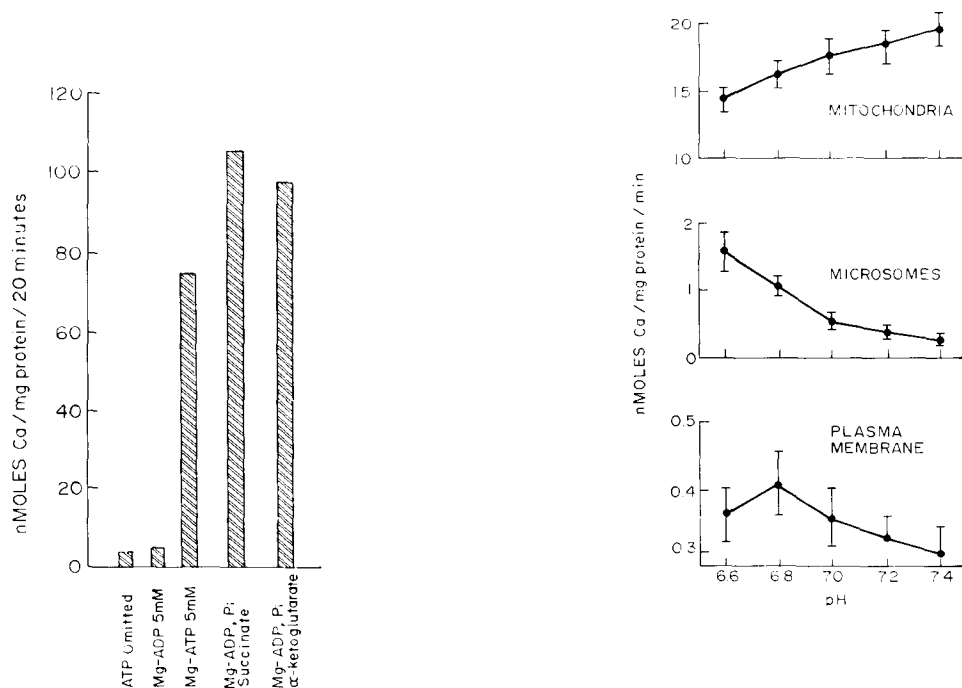 nMOLES Ca/mg protein/20 minutes
120
100
80
60
40
20
0
ATP Omitted
Mg-ADP 5mM
Mg-ATP 5mM
Mg-ADP, Pi
Succinate
Mg-ADP, Pi
α-ketoglutarate
nMOLES Ca/mg protein/min
20
15
10
MITOCHONDRIA
2
1
0
MICROSOMES
0.5
0.4
0.3
PLASMA
MEMBRANE
6.6 6.8 7.0 7.2 7.4
pH